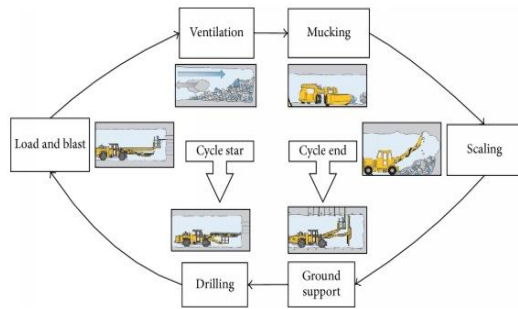 Ventilation
Mucking
Load and blast
Cycle star
Cycle end
Scaling
Drilling
Ground
support